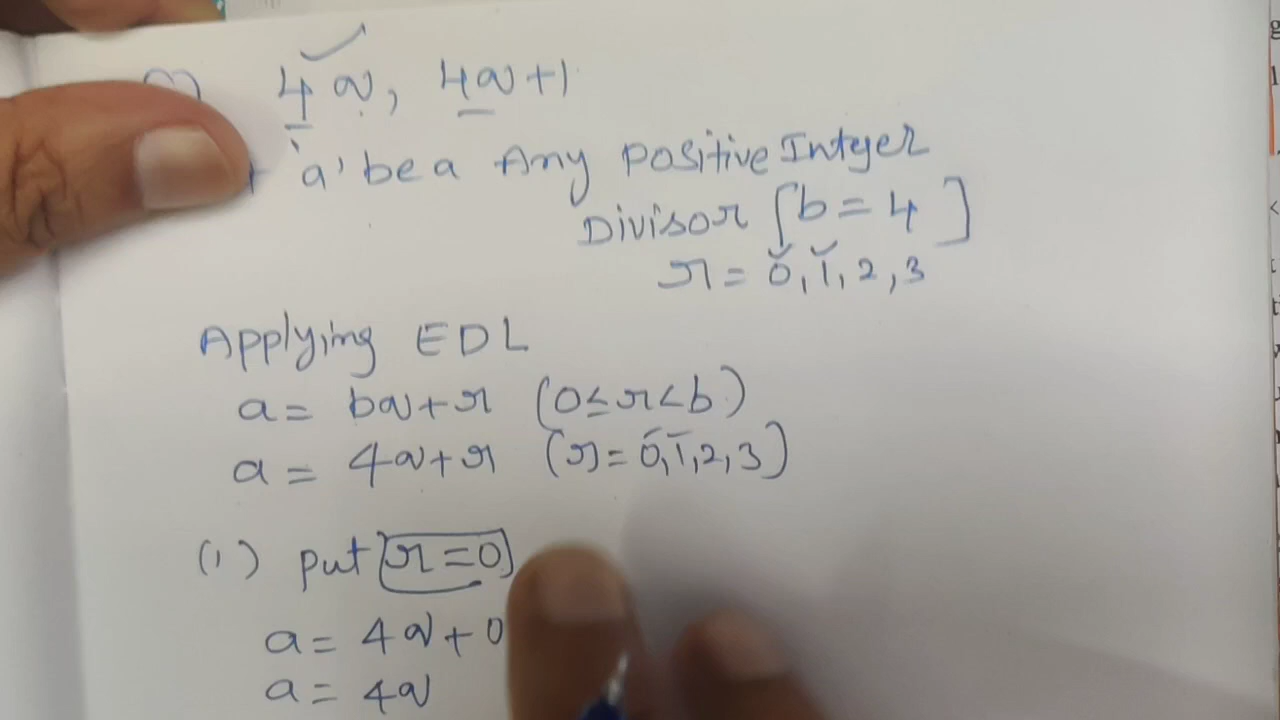 4q, 4q+1
'a' be a Any positive Integer
Divisor [b = 4]
r = 0, 1, 2, 3
Applying EDL
a = bq+r (0≤r<b)
a = 4q+r (r= 0, 1, 2, 3)
(1) put r=0
a = 4q+0
a = 4q